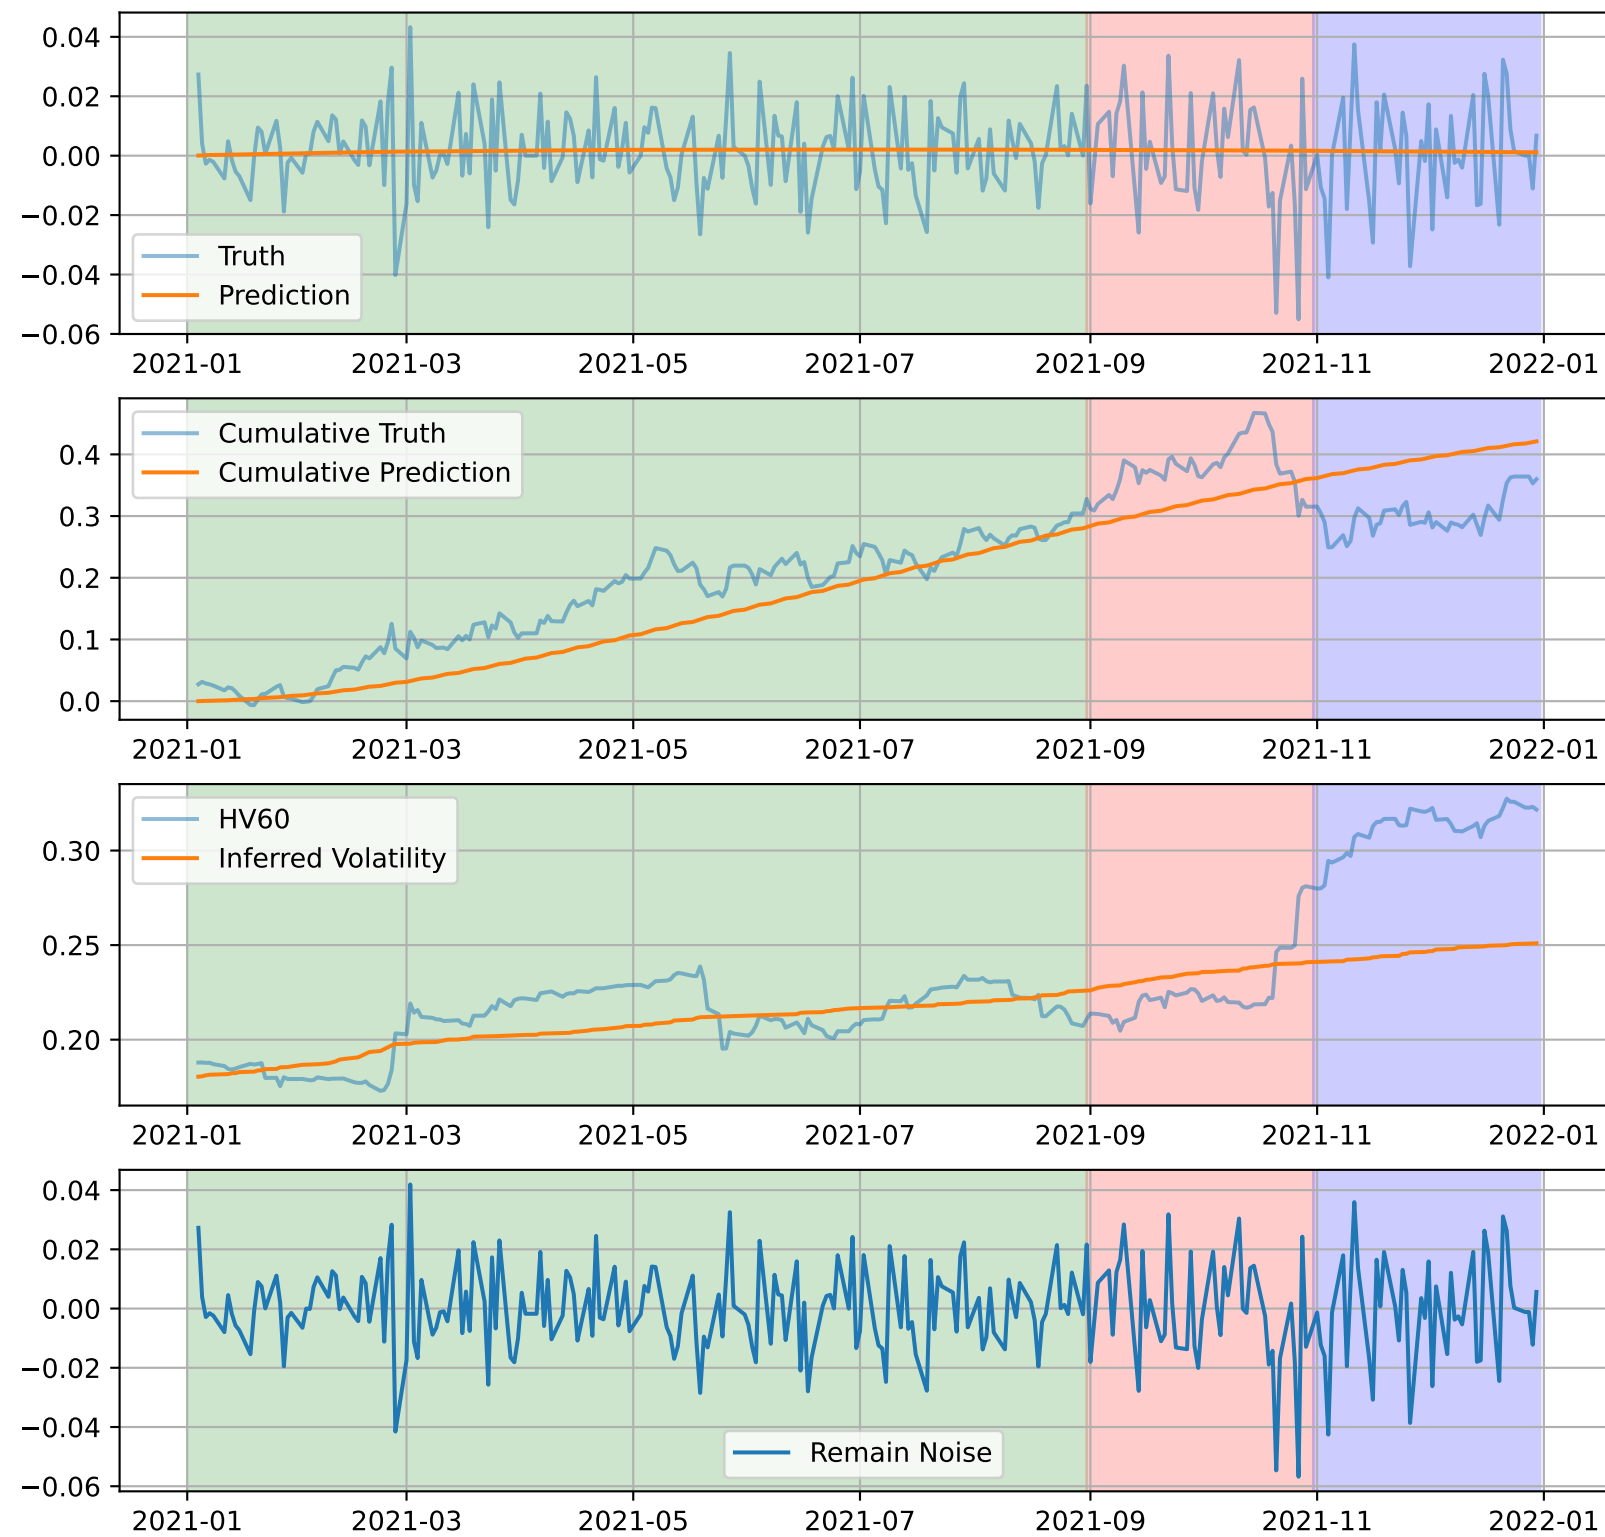 0.04
0.02
0.00
−0.02
−0.04
−0.06
Truth
Prediction
2021-01 2021-03 2021-05 2021-07 2021-09 2021-11 2022-01
0.4
0.3
0.2
0.1
0.0
Cumulative Truth
Cumulative Prediction
2021-01 2021-03 2021-05 2021-07 2021-09 2021-11 2022-01
0.30
0.25
0.20
HV60
Inferred Volatility
2021-01 2021-03 2021-05 2021-07 2021-09 2021-11 2022-01
0.04
0.02
0.00
−0.02
−0.04
−0.06
Remain Noise
2021-01 2021-03 2021-05 2021-07 2021-09 2021-11 2022-01